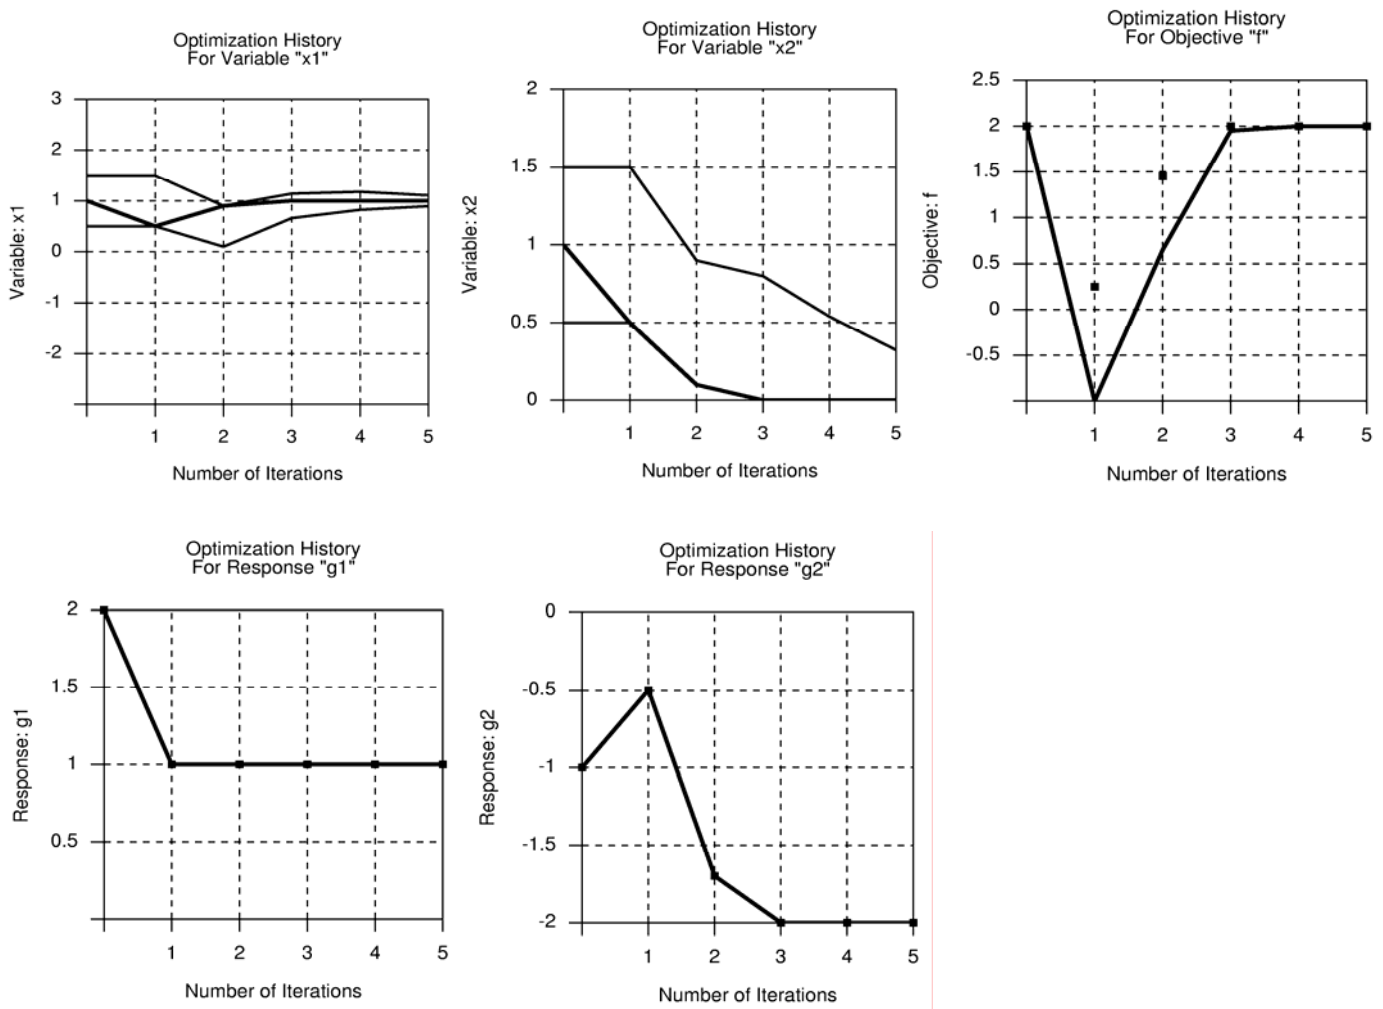 Optimization History
For Variable "x1"
3
2
1
0
-1
-2
Variable: x1
1 2 3 4 5
Number of Iterations
Optimization History
For Variable "x2"
2
1.5
1
0.5
0
Variable: x2
1 2 3 4 5
Number of Iterations
Optimization History
For Objective "f"
2.5
2
1.5
1
0.5
0
-0.5
Objective: f
1 2 3 4 5
Number of Iterations
Optimization History
For Response "g1"
2
1.5
1
0.5
Response: g1
1 2 3 4 5
Number of Iterations
Optimization History
For Response "g2"
0
-0.5
-1
-1.5
-2
Response: g2
1 2 3 4 5
Number of Iterations